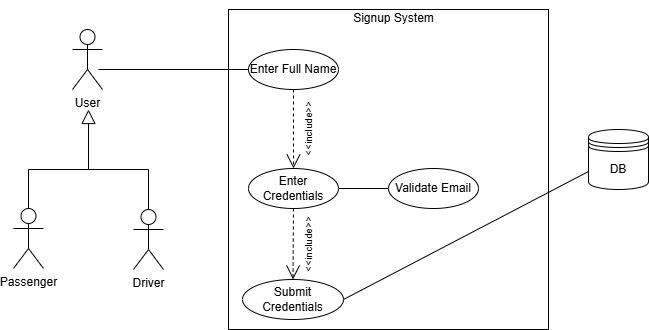 Signup System
Enter Full Name
User
<<include>>
DB
Enter
Credentials
Validate Email
<<include>>
Passenger
Driver
Submit
Credentials